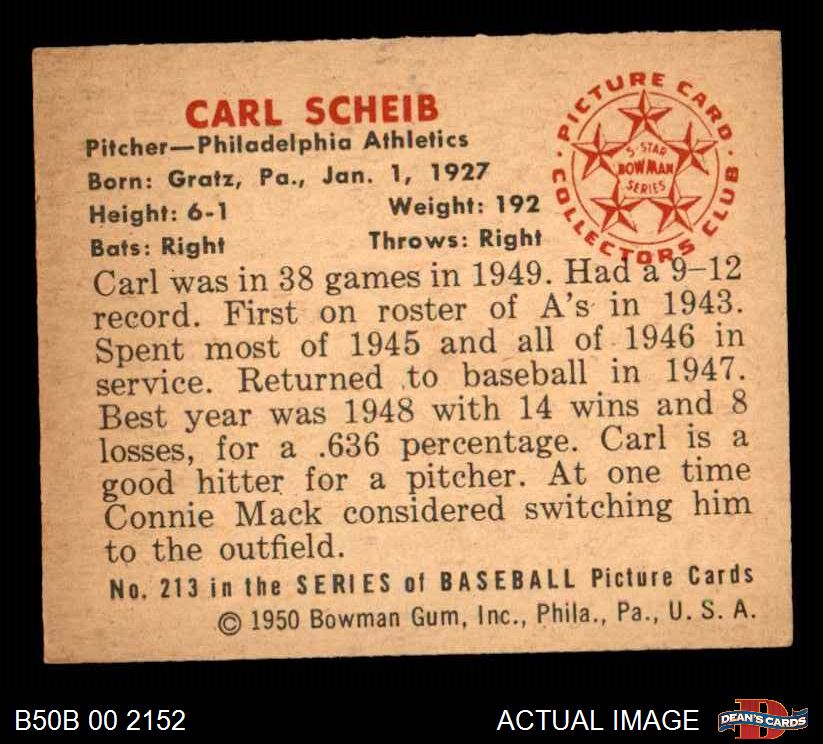 CARL SCHEIB
Pitcher—Philadelphia Athletics
Born: Gratz, Pa., Jan. 1, 1927
Height: 6-1 Weight: 192
Bats: Right Throws: Right
· PICTURE CARD ·
COLLECTORS CLUB
5-STAR
BOWMAN
SERIES
Carl was in 38 games in 1949. Had a 9–12
record. First on roster of A's in 1943.
Spent most of 1945 and all of 1946 in
service. Returned to baseball in 1947.
Best year was 1948 with 14 wins and 8
losses, for a .636 percentage. Carl is a
good hitter for a pitcher. At one time
Connie Mack considered switching him
to the outfield.
No. 213 in the SERIES of BASEBALL Picture Cards
© 1950 Bowman Gum, Inc., Phila., Pa., U. S. A.
B50B 00 2152
ACTUAL IMAGE
D
DEAN'S CARDS